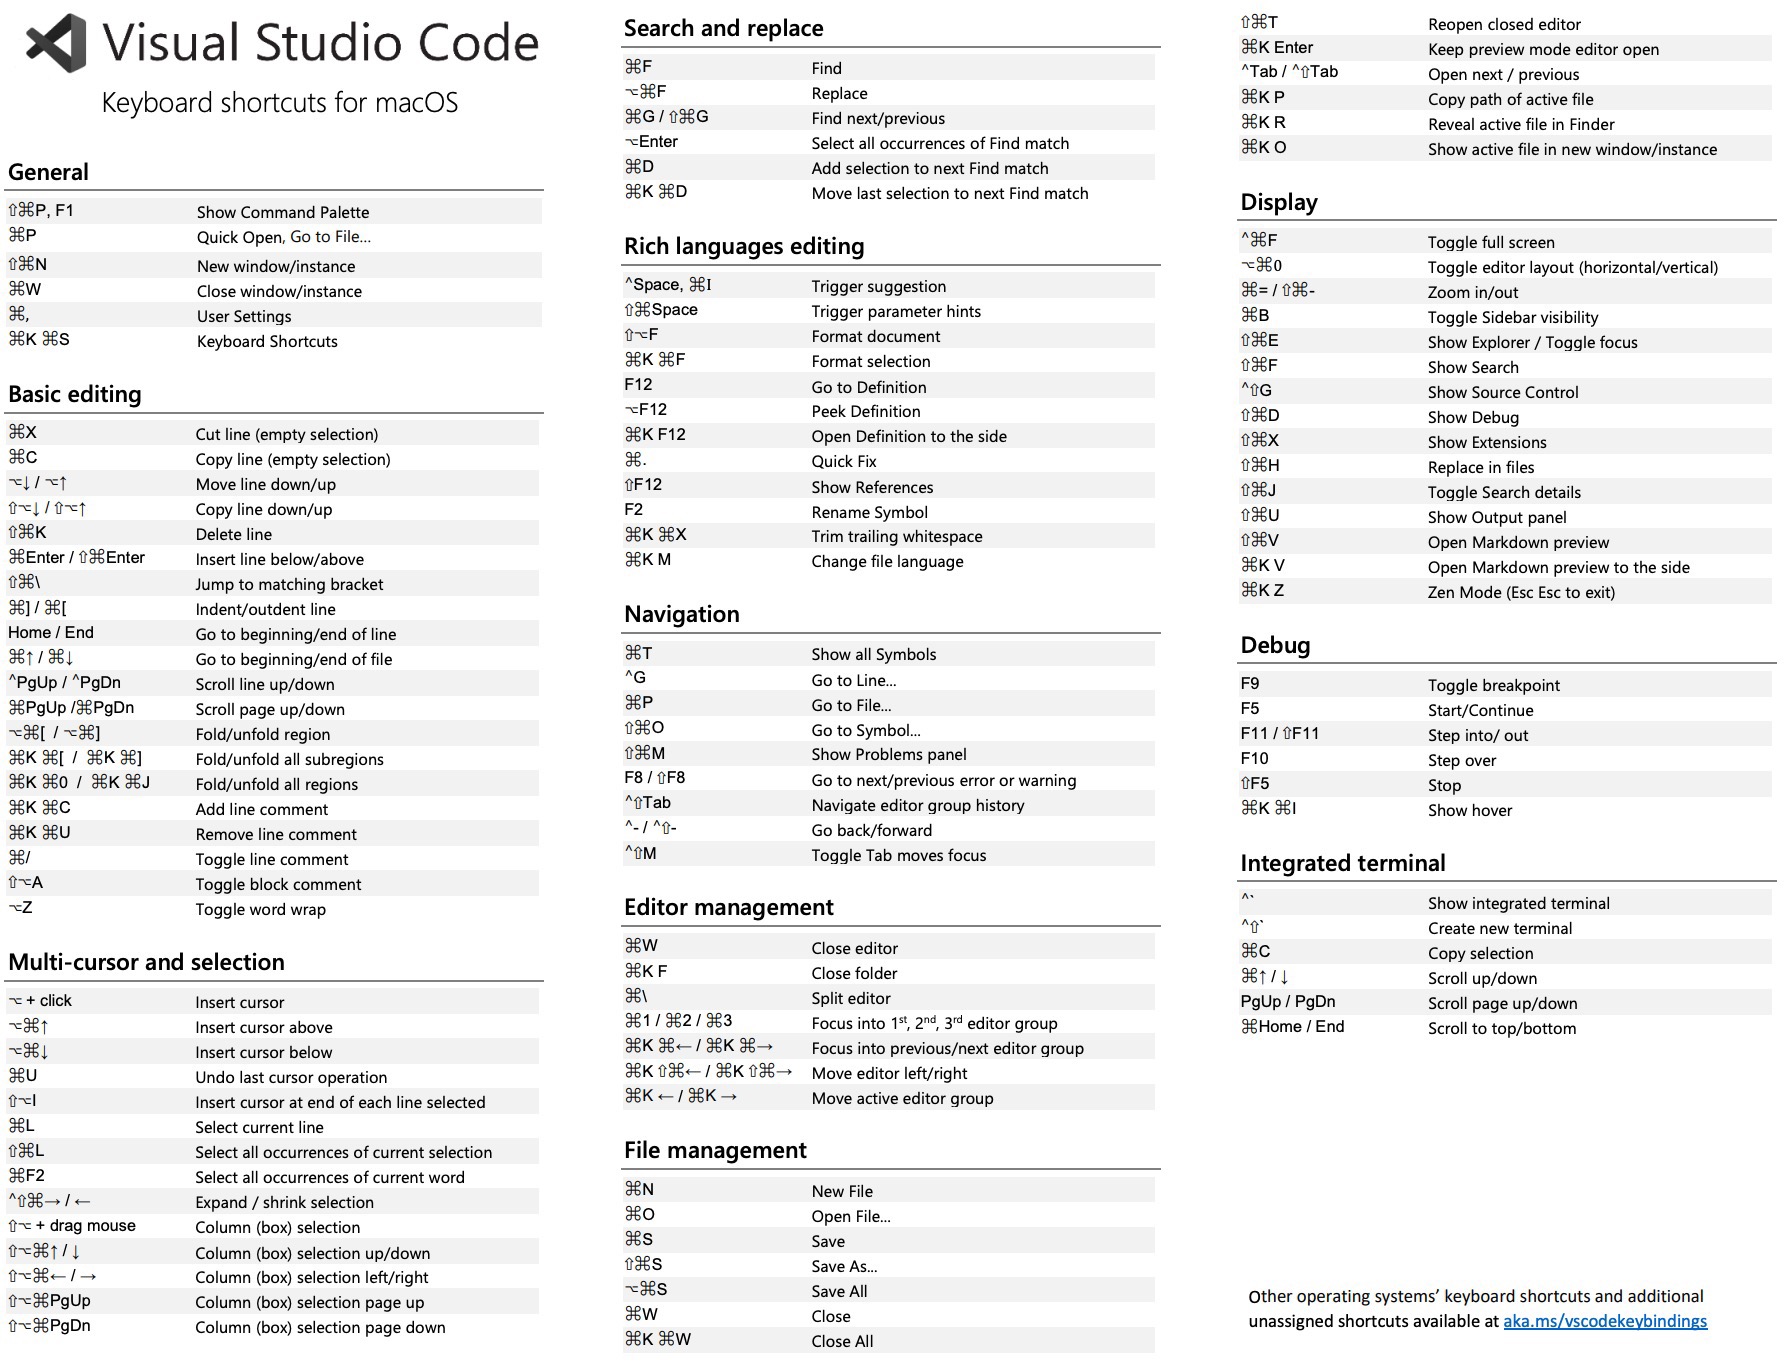 Visual Studio Code
Keyboard shortcuts for macOS
General
⇧⌘P, F1 Show Command Palette
⌘P Quick Open, Go to File…
⇧⌘N New window/instance
⌘W Close window/instance
⌘, User Settings
⌘K ⌘S Keyboard Shortcuts
Basic editing
⌘X Cut line (empty selection)
⌘C Copy line (empty selection)
⌥↓ / ⌥↑ Move line down/up
⇧⌥↓ / ⇧⌥↑ Copy line down/up
⇧⌘K Delete line
⌘Enter / ⇧⌘Enter Insert line below/above
⇧⌘\ Jump to matching bracket
⌘] / ⌘[ Indent/outdent line
Home / End Go to beginning/end of line
⌘↑ / ⌘↓ Go to beginning/end of file
^PgUp / ^PgDn Scroll line up/down
⌘PgUp /⌘PgDn Scroll page up/down
⌥⌘[ / ⌥⌘] Fold/unfold region
⌘K ⌘[ / ⌘K ⌘] Fold/unfold all subregions
⌘K ⌘0 / ⌘K ⌘J Fold/unfold all regions
⌘K ⌘C Add line comment
⌘K ⌘U Remove line comment
⌘/ Toggle line comment
⇧⌥A Toggle block comment
⌥Z Toggle word wrap
Multi-cursor and selection
⌥ + click Insert cursor
⌥⌘↑ Insert cursor above
⌥⌘↓ Insert cursor below
⌘U Undo last cursor operation
⇧⌥I Insert cursor at end of each line selected
⌘L Select current line
⇧⌘L Select all occurrences of current selection
⌘F2 Select all occurrences of current word
^⇧⌘→ / ← Expand / shrink selection
⇧⌥ + drag mouse Column (box) selection
⇧⌥⌘↑ / ↓ Column (box) selection up/down
⇧⌥⌘← / → Column (box) selection left/right
⇧⌥⌘PgUp Column (box) selection page up
⇧⌥⌘PgDn Column (box) selection page down
Search and replace
⌘F Find
⌥⌘F Replace
⌘G / ⇧⌘G Find next/previous
⌥Enter Select all occurrences of Find match
⌘D Add selection to next Find match
⌘K ⌘D Move last selection to next Find match
Rich languages editing
^Space, ⌘I Trigger suggestion
⇧⌘Space Trigger parameter hints
⇧⌥F Format document
⌘K ⌘F Format selection
F12 Go to Definition
⌥F12 Peek Definition
⌘K F12 Open Definition to the side
⌘. Quick Fix
⇧F12 Show References
F2 Rename Symbol
⌘K ⌘X Trim trailing whitespace
⌘K M Change file language
Navigation
⌘T Show all Symbols
^G Go to Line...
⌘P Go to File...
⇧⌘O Go to Symbol...
⇧⌘M Show Problems panel
F8 / ⇧F8 Go to next/previous error or warning
^⇧Tab Navigate editor group history
^- / ^⇧- Go back/forward
^⇧M Toggle Tab moves focus
Editor management
⌘W Close editor
⌘K F Close folder
⌘\ Split editor
⌘1 / ⌘2 / ⌘3 Focus into 1st, 2nd, 3rd editor group
⌘K ⌘← / ⌘K ⌘→ Focus into previous/next editor group
⌘K ⇧⌘← / ⌘K ⇧⌘→ Move editor left/right
⌘K ← / ⌘K → Move active editor group
File management
⌘N New File
⌘O Open File...
⌘S Save
⇧⌘S Save As...
⌥⌘S Save All
⌘W Close
⌘K ⌘W Close All
⇧⌘T Reopen closed editor
⌘K Enter Keep preview mode editor open
^Tab / ^⇧Tab Open next / previous
⌘K P Copy path of active file
⌘K R Reveal active file in Finder
⌘K O Show active file in new window/instance
Display
^⌘F Toggle full screen
⌥⌘0 Toggle editor layout (horizontal/vertical)
⌘= / ⇧⌘- Zoom in/out
⌘B Toggle Sidebar visibility
⇧⌘E Show Explorer / Toggle focus
⇧⌘F Show Search
^⇧G Show Source Control
⇧⌘D Show Debug
⇧⌘X Show Extensions
⇧⌘H Replace in files
⇧⌘J Toggle Search details
⇧⌘U Show Output panel
⇧⌘V Open Markdown preview
⌘K V Open Markdown preview to the side
⌘K Z Zen Mode (Esc Esc to exit)
Debug
F9 Toggle breakpoint
F5 Start/Continue
F11 / ⇧F11 Step into/ out
F10 Step over
⇧F5 Stop
⌘K ⌘I Show hover
Integrated terminal
^` Show integrated terminal
^⇧` Create new terminal
⌘C Copy selection
⌘↑ / ↓ Scroll up/down
PgUp / PgDn Scroll page up/down
⌘Home / End Scroll to top/bottom
Other operating systems’ keyboard shortcuts and additional
unassigned shortcuts available at aka.ms/vscodekeybindings